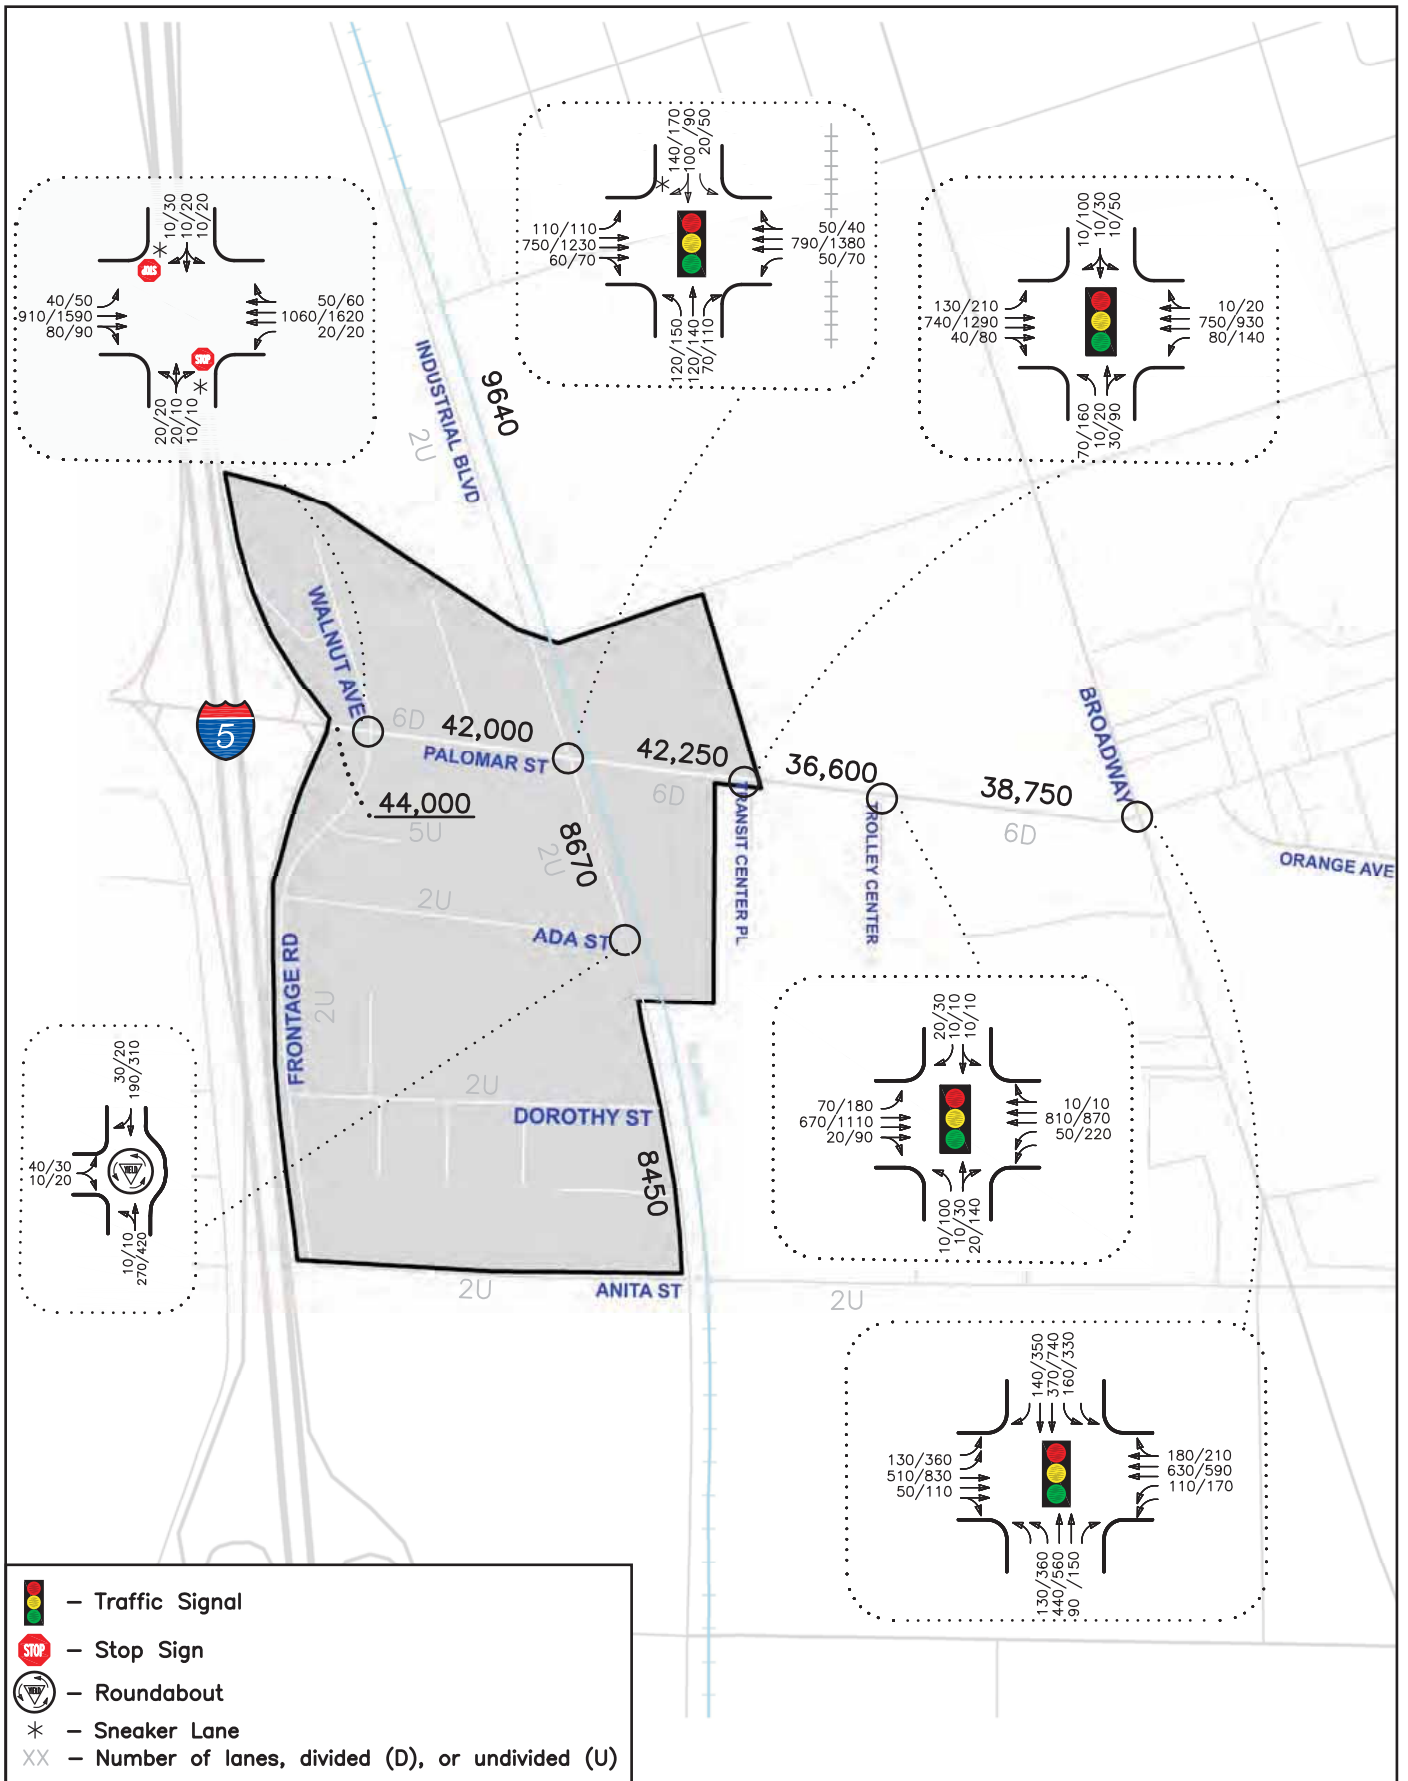 140/170
100 /90
20/50
110/110
750/1230
60/70
50/40
790/1380
50/70
120/150
120/140
70/110
10/30
10/20
10/20
STOP
40/50
910/1590
80/90
50/60
1060/1620
20/20
STOP
20/20
20/10
10/10
10/100
10/30
10/50
130/210
740/1290
40/80
10/20
750/930
80/140
70/160
10/20
30/90
INDUSTRIAL BLVD
9640
2U
WALNUT AVE
5
6D
42,000
PALOMAR ST
42,250
6D
36,600
38,750
6D
BROADWAY
44,000
5U
8670
2U
TRANSIT CENTER PL
TROLLEY CENTER
ORANGE AVE
2U
ADA ST
FRONTAGE RD
2U
2U
DOROTHY ST
8450
2U
ANITA ST
2U
30/20
190/310
40/30
10/20
YIELD
10/10
270/420
20/30
10/10
10/10
70/180
670/1110
20/90
10/10
810/870
50/220
10/100
10/30
20/140
140/350
370/740
160/330
130/360
510/830
50/110
180/210
630/590
110/170
130/360
440/560
90 /150
– Traffic Signal
STOP – Stop Sign
YIELD – Roundabout
* – Sneaker Lane
XX – Number of lanes, divided (D), or undivided (U)